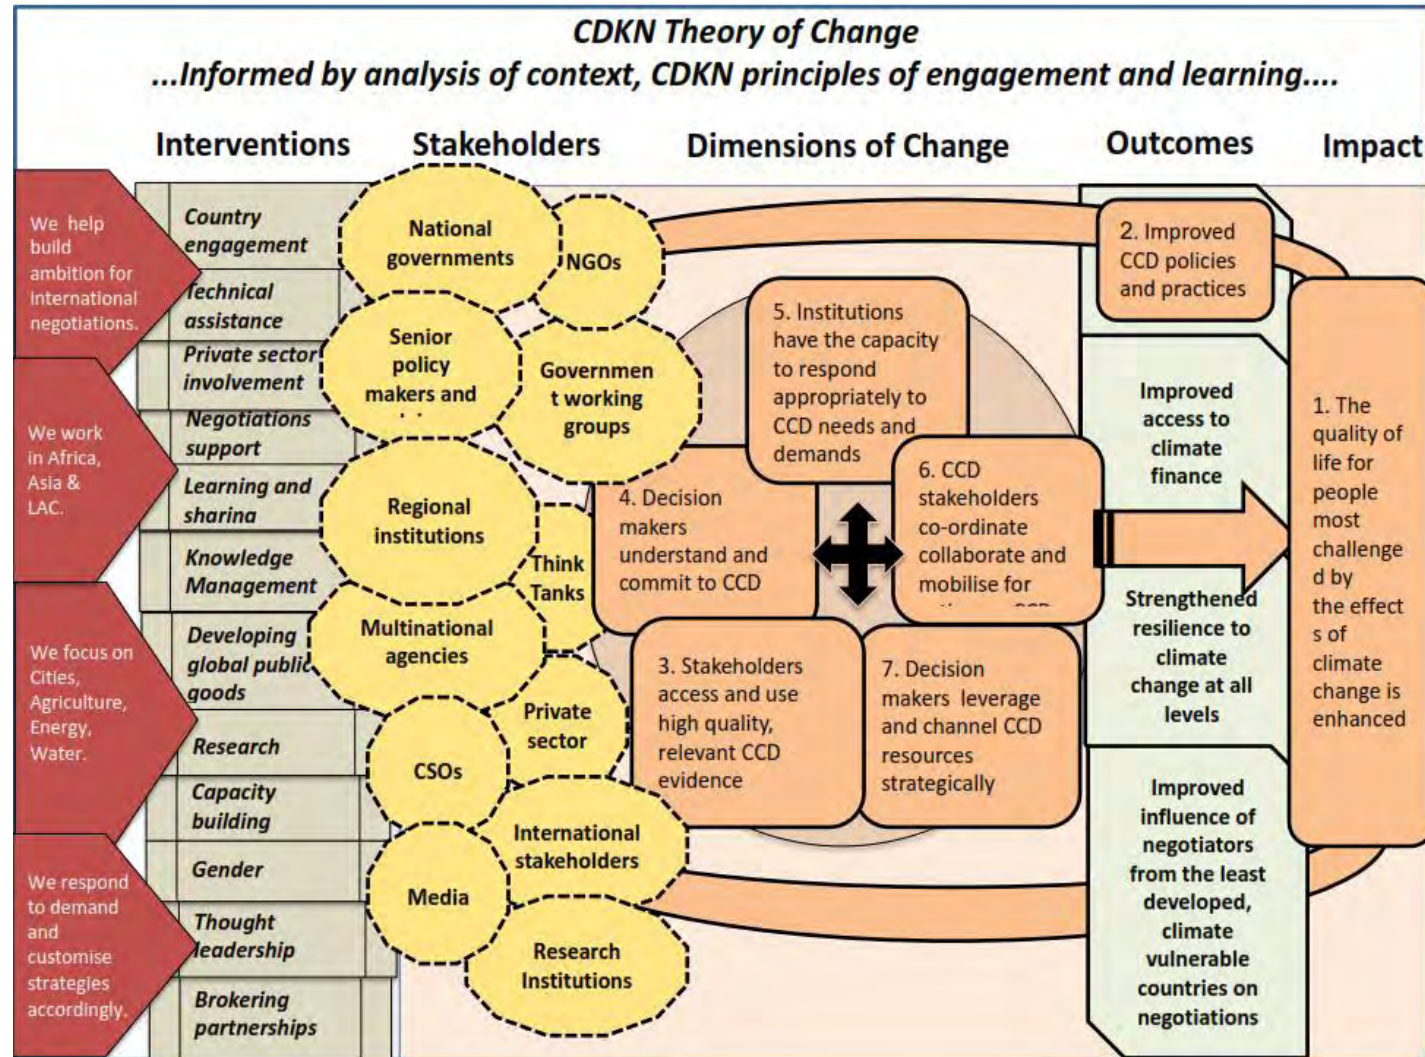 CDKN Theory of Change
...Informed by analysis of context, CDKN principles of engagement and learning....
Interventions
Stakeholders
Dimensions of Change
Outcomes
Impact
We help
build
ambition for
International
negotiations.
We work
in Africa,
Asia &
LAC.
We focus on
Cities,
Agriculture,
Energy,
Water.
We respond
to demand
and
customise
strategies
accordingly.
Country
engagement
Technical
assistance
Private sector
involvement
Negotiations
support
Learning and
sharing
Knowledge
Management
Developing
global public
goods
Research
Capacity
building
Gender
Thought
leadership
Brokering
partnerships
National
governments
NGOs
Senior
policy
makers and
Governmen
t working
groups
Regional
institutions
Think
Tanks
Multinational
agencies
Private
sector
CSOs
International
stakeholders
Media
Research
Institutions
5. Institutions
have the capacity
to respond
appropriately to
CCD needs and
demands
4. Decision
makers
understand and
commit to CCD
6. CCD
stakeholders
co-ordinate
collaborate and
mobilise for
3. Stakeholders
access and use
high quality,
relevant CCD
evidence
7. Decision
makers leverage
and channel CCD
resources
strategically
2. Improved
CCD policies
and practices
Improved
access to
climate
finance
Strengthened
resilience to
climate
change at all
levels
Improved
influence of
negotiators
from the least
developed,
climate
vulnerable
countries on
negotiations
1. The
quality of
life for
people
most
challenge
d by
the effect
s of
climate
change is
enhanced